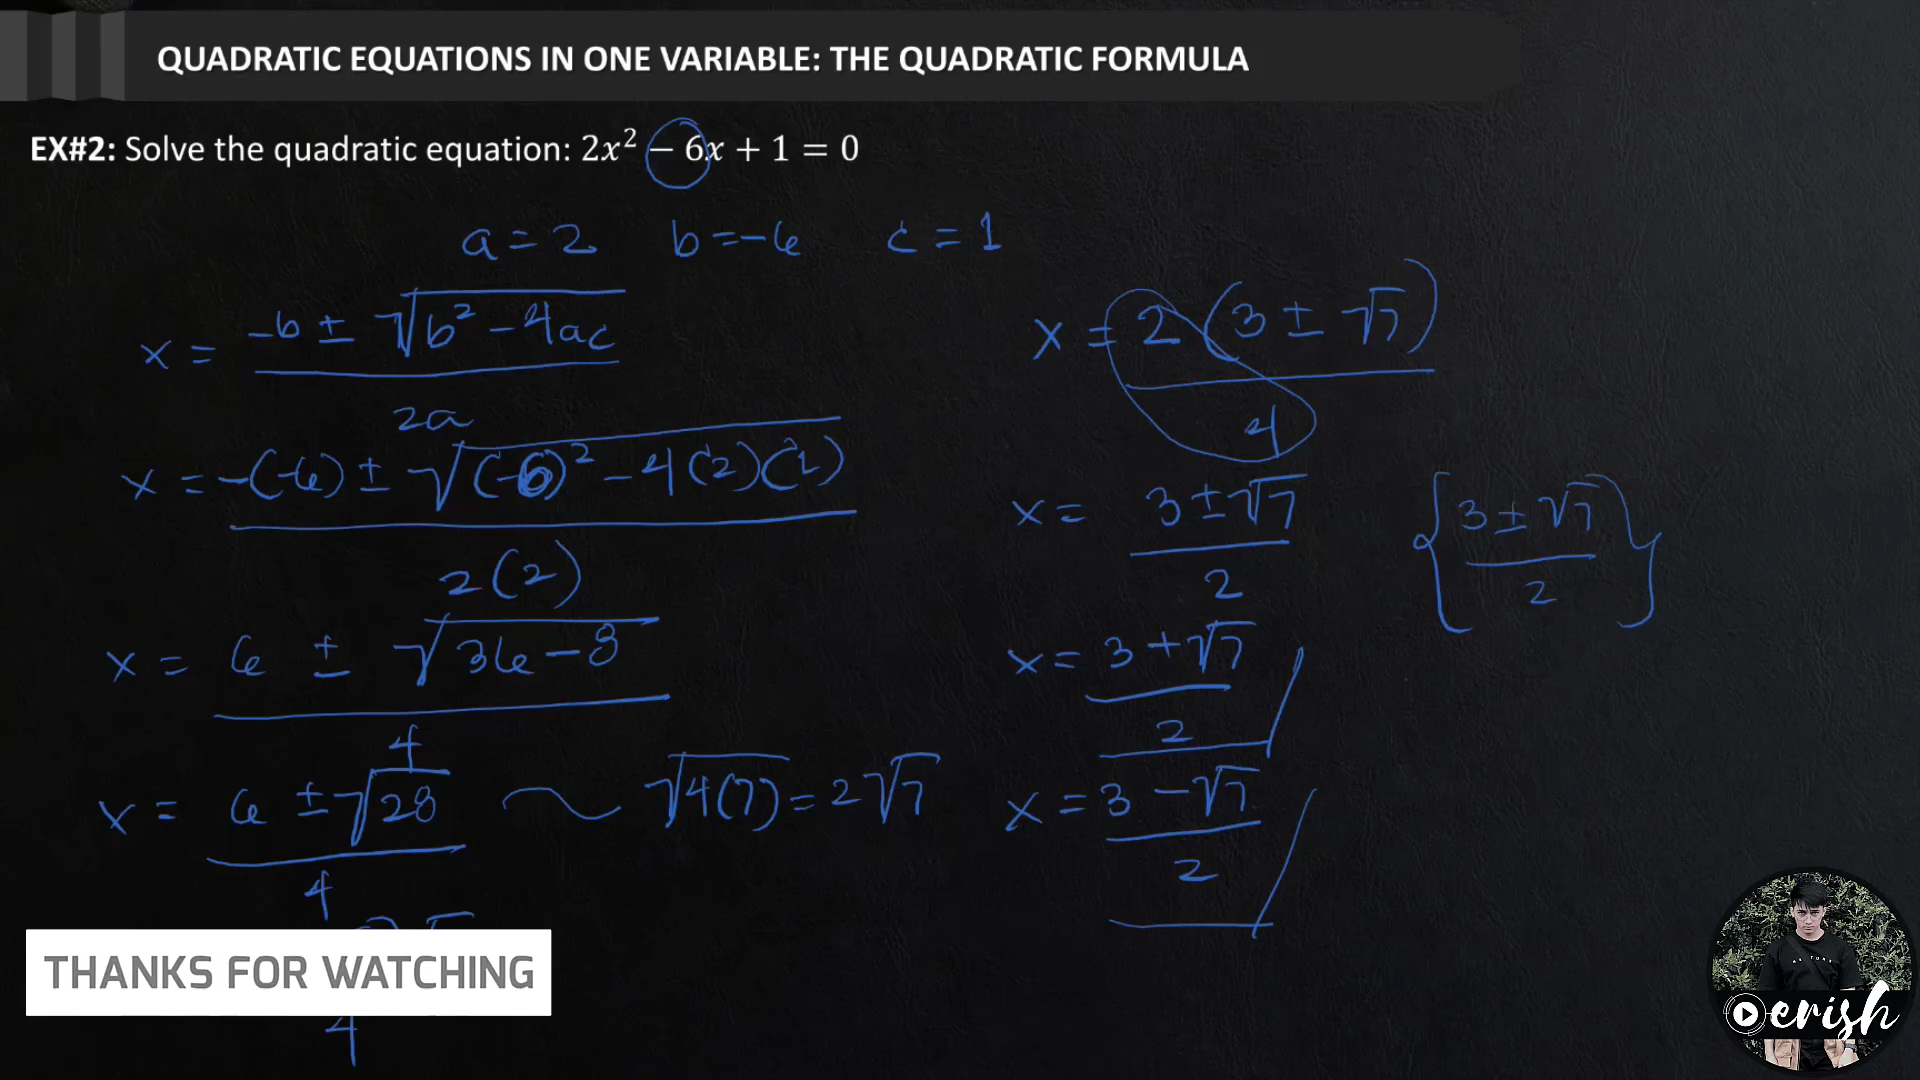 QUADRATIC EQUATIONS IN ONE VARIABLE: THE QUADRATIC FORMULA
EX#2: Solve the quadratic equation: 2x² − 6x + 1 = 0
a = 2 b = -6 c = 1
x = (-b ± √(b² - 4ac)) / 2a
x = (-(-6) ± √((-6)² - 4(2)(1))) / 2(2)
x = (6 ± √(36 - 8)) / 4
x = (6 ± √28) / 4 ~ √4(7) = 2√7
4
x = 2(3 ± √7) / 4
x = (3 ± √7) / 2 {(3 ± √7) / 2}
x = (3 + √7) / 2
x = (3 - √7) / 2
THANKS FOR WATCHING
erish